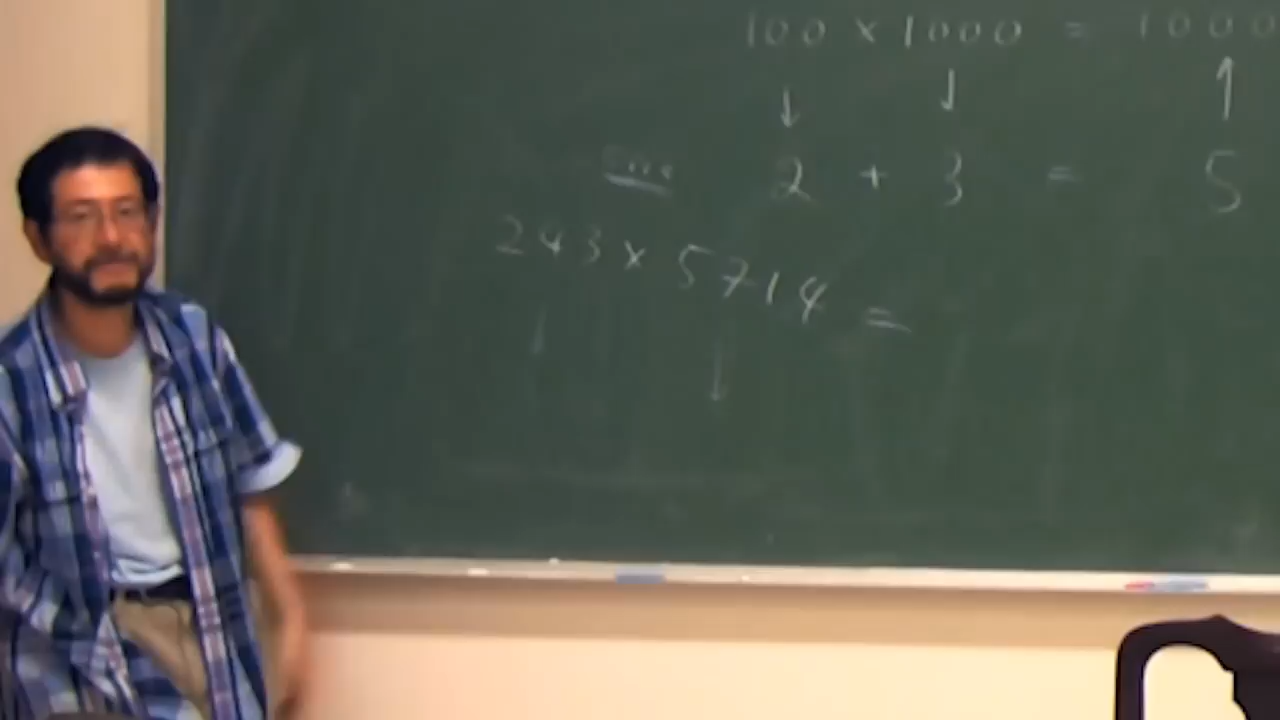 100 × 1000 = 1000
↓ ↓ ↑
2 + 3 = 5
243 × 5714 =
↓ ↓